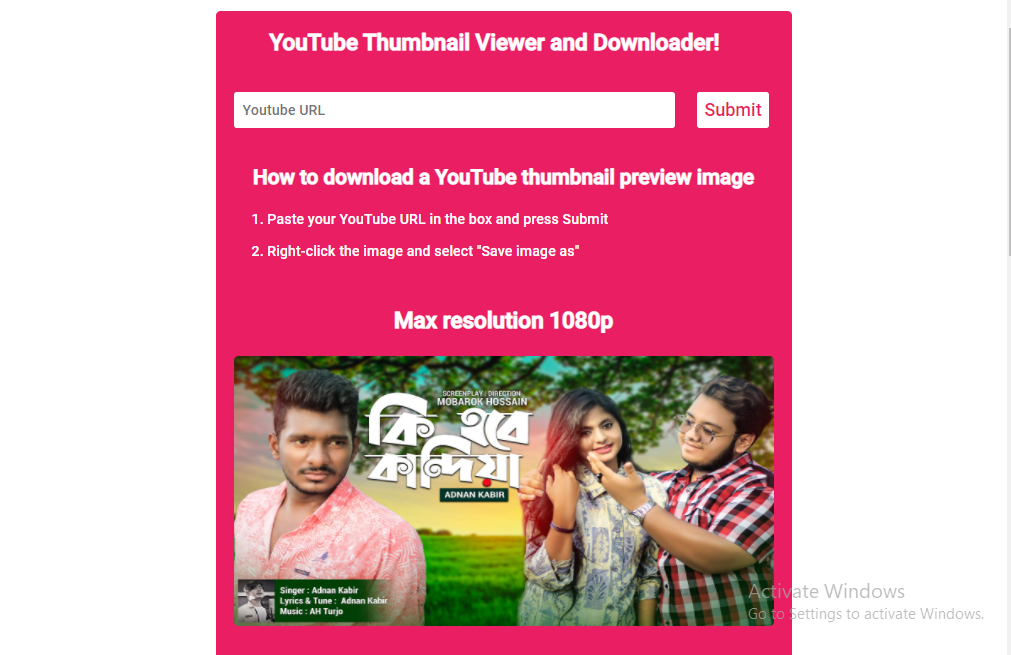 YouTube Thumbnail Viewer and Downloader!
Youtube URL
Submit
How to download a YouTube thumbnail preview image
1. Paste your YouTube URL in the box and press Submit
2. Right-click the image and select "Save image as"
Max resolution 1080p
SCREENPLAY | DIRECTION
MOBAROK HOSSAIN
কি হবে
কান্দিয়া
ADNAN KABIR
Singer : Adnan Kabir
Lyrics & Tune : Adnan Kabir
Music : AH Turjo
Activate Windows
Go to Settings to activate Windows.